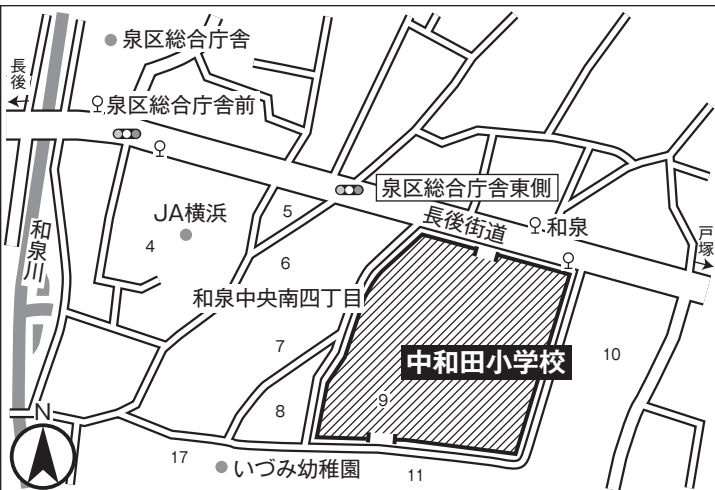 泉区総合庁舎
長後
泉区総合庁舎前
泉区総合庁舎東側
長後街道
和泉
戸塚
5
JA横浜
4
和泉川
6
和泉中央南四丁目
7
中和田小学校
10
9
8
N
17
いづみ幼稚園
11